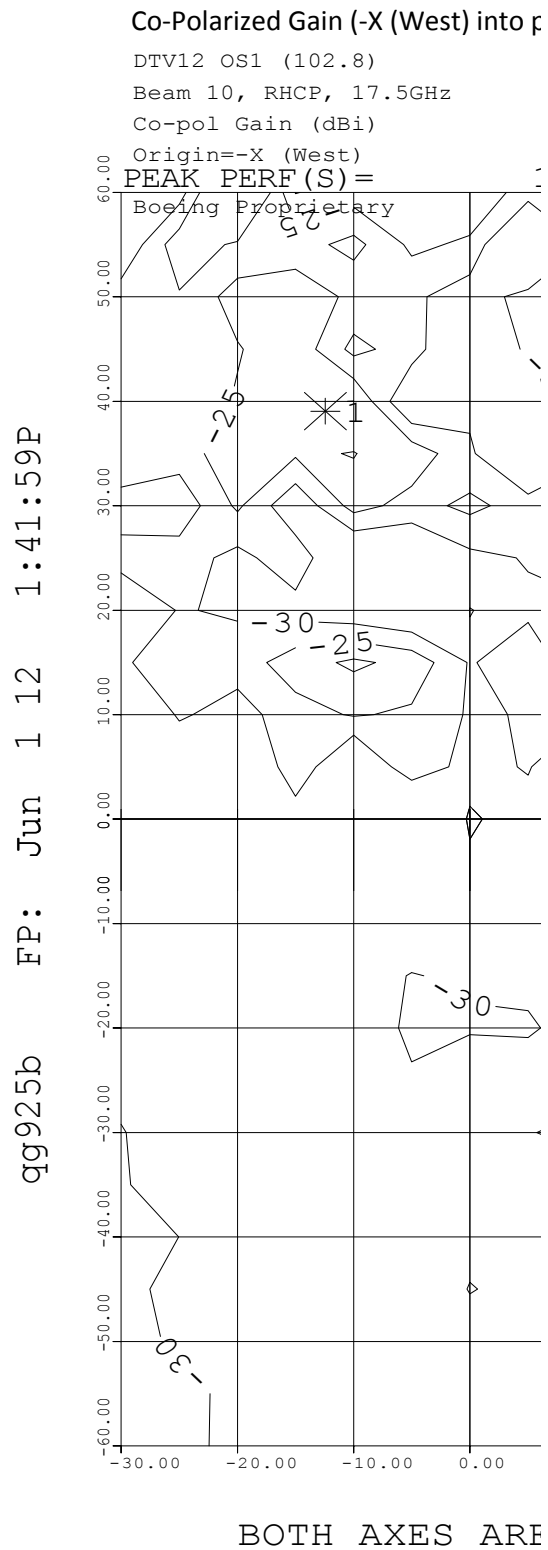 Co-Polarized Gain (-X (West) into p
DTV12 OS1 (102.8)
Beam 10, RHCP, 17.5GHz
Co-pol Gain (dBi)
Origin=-X (West)
PEAK PERF(S)= 1
Boeing Proprietary
60.00
50.00
40.00
30.00
20.00
10.00
0.00
-10.00
-20.00
-30.00
-40.00
-50.00
-60.00
-30.00 -20.00 -10.00 0.00
-25
-25
1
-30
-25
-30
-30
qg925b FP: Jun 1 12 1:41:59P
BOTH AXES ARE